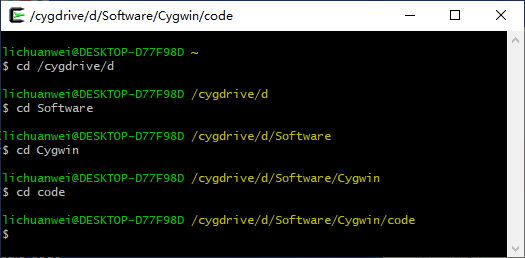 /cygdrive/d/Software/Cygwin/code
lichuanwei@DESKTOP-D77F98D ~
$ cd /cygdrive/d
lichuanwei@DESKTOP-D77F98D /cygdrive/d
$ cd Software
lichuanwei@DESKTOP-D77F98D /cygdrive/d/Software
$ cd Cygwin
lichuanwei@DESKTOP-D77F98D /cygdrive/d/Software/Cygwin
$ cd code
lichuanwei@DESKTOP-D77F98D /cygdrive/d/Software/Cygwin/code
$